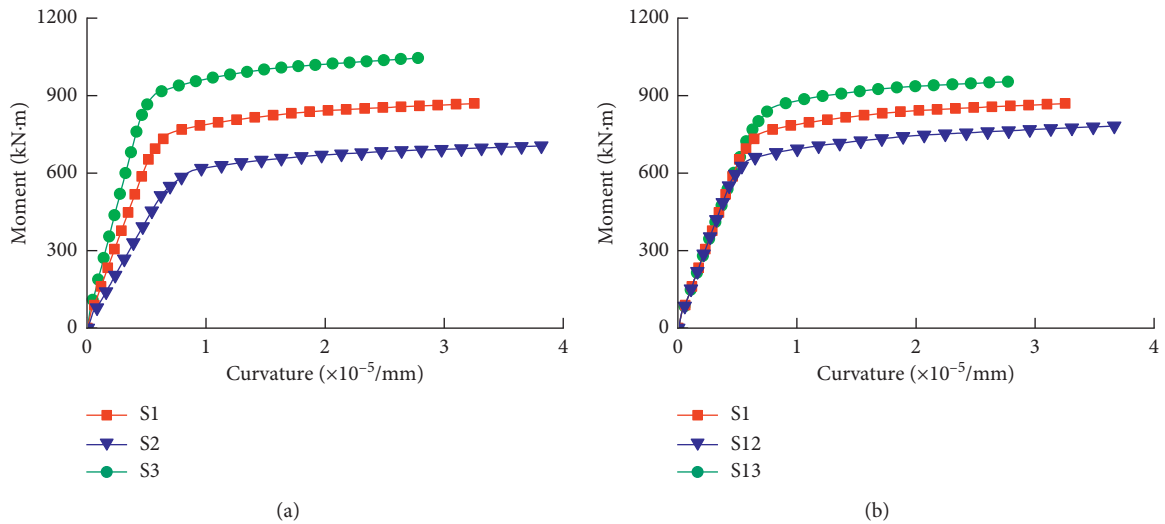 1200
900
600
300
0
Moment (kN·m)
0 1 2 3 4
Curvature (×10⁻⁵/mm)
S1
S2
S3
(a)
1200
900
600
300
0
Moment (kN·m)
0 1 2 3 4
Curvature (×10⁻⁵/mm)
S1
S12
S13
(b)